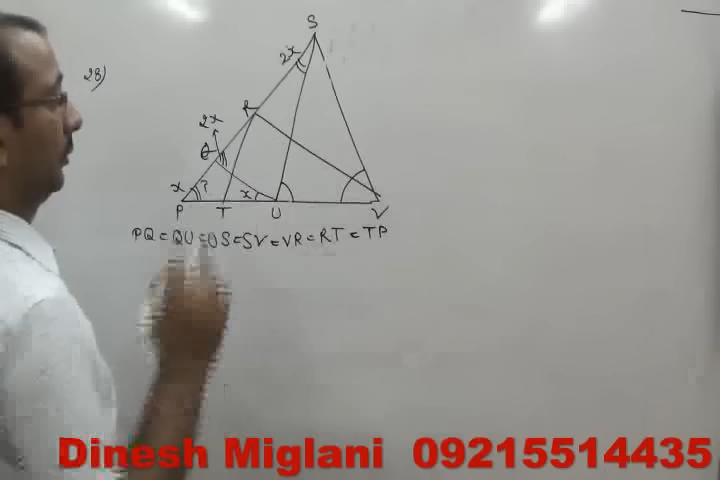 28)
S
2x
R
2x
Q
x ?
x
P T U V
PQ = QU = US = SV = VR = RT = TP
Dinesh Miglani 09215514435